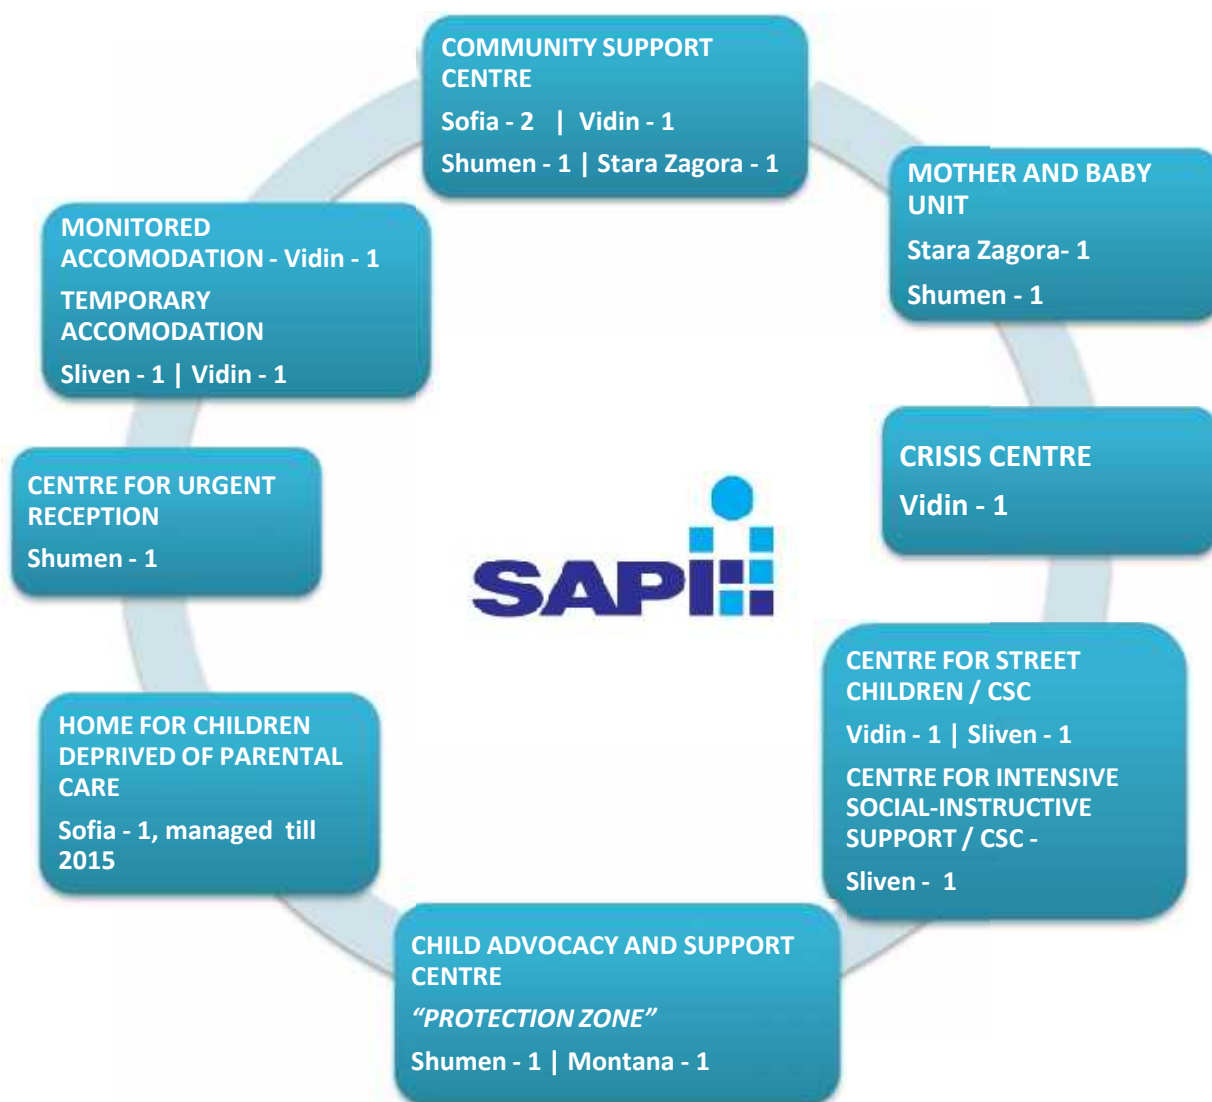 COMMUNITY SUPPORT
CENTRE
Sofia - 2 | Vidin - 1
Shumen - 1 | Stara Zagora - 1
MOTHER AND BABY
UNIT
Stara Zagora- 1
Shumen - 1
CRISIS CENTRE
Vidin - 1
CENTRE FOR STREET
CHILDREN / CSC
Vidin - 1 | Sliven - 1
CENTRE FOR INTENSIVE
SOCIAL-INSTRUCTIVE
SUPPORT / CSC -
Sliven - 1
CHILD ADVOCACY AND SUPPORT
CENTRE
“PROTECTION ZONE”
Shumen - 1 | Montana - 1
HOME FOR CHILDREN
DEPRIVED OF PARENTAL
CARE
Sofia - 1, managed till
2015
CENTRE FOR URGENT
RECEPTION
Shumen - 1
MONITORED
ACCOMODATION - Vidin - 1
TEMPORARY
ACCOMODATION
Sliven - 1 | Vidin - 1
SAPI